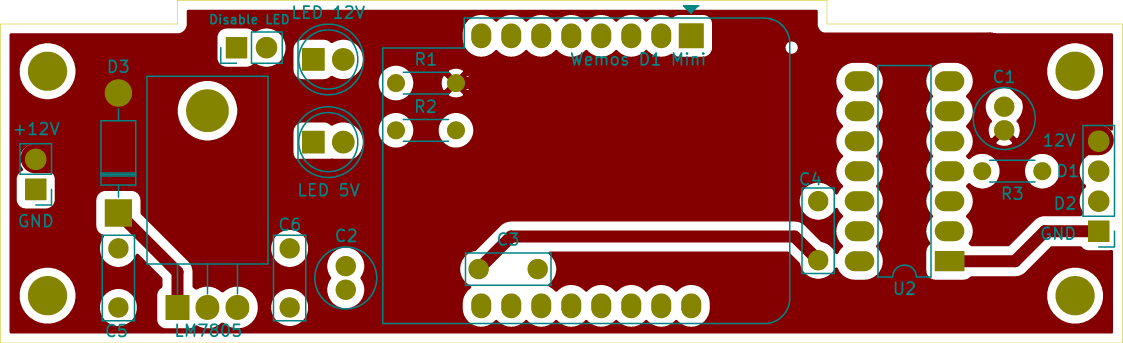 LED 12V
Disable LED
R1
Wemos D1 Mini
D3
C1
R2
+12V
12V
D1
C4
LED 5V
R3
D2
GND
C6
C2
C3
GND
U2
C5
LM7805